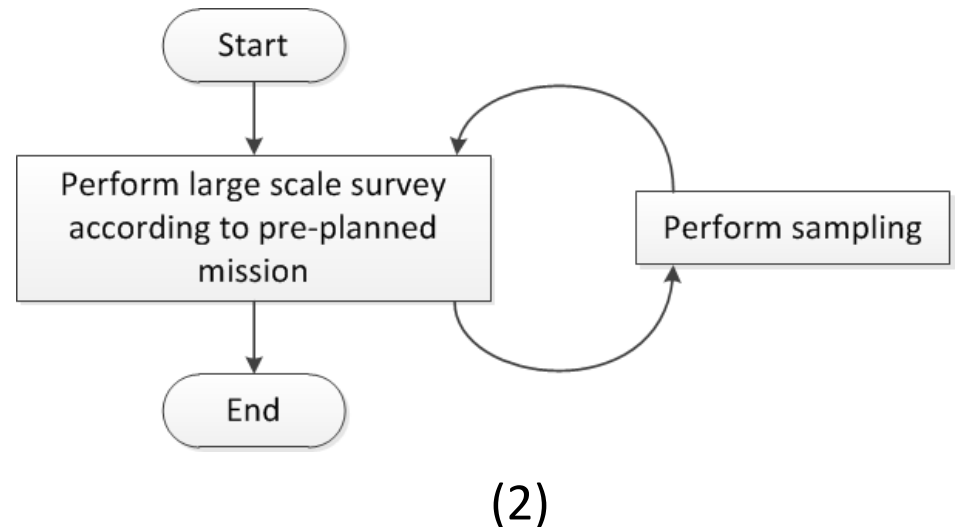 Start
Perform large scale survey
according to pre-planned
mission
Perform sampling
End
(2)